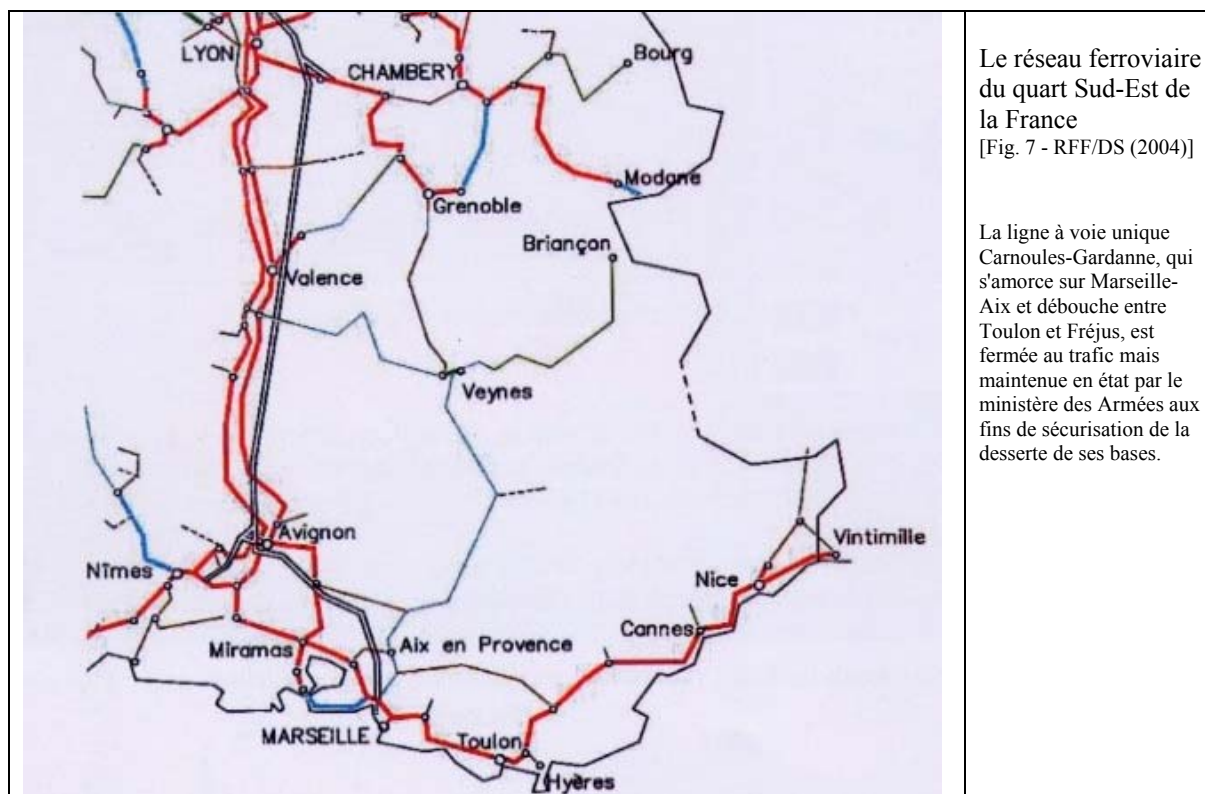 LYON
CHAMBERY
Bourg
Modane
Grenoble
Briançon
Valence
Veynes
Avignon
Vintimille
Nîmes
Nice
Cannes
Miramas
Aix en Provence
MARSEILLE
Toulon
Hyères
Le réseau ferroviaire
du quart Sud-Est de
la France
[Fig. 7 - RFF/DS (2004)]
La ligne à voie unique
Carnoules-Gardanne, qui
s'amorce sur Marseille-
Aix et débouche entre
Toulon et Fréjus, est
fermée au trafic mais
maintenue en état par le
ministère des Armées aux
fins de sécurisation de la
desserte de ses bases.